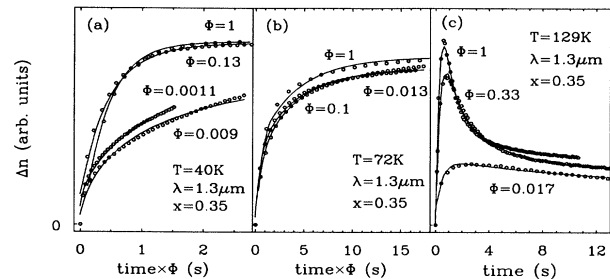 Δn (arb. units)
0
(a)
Φ=1
Φ=0.13
Φ=0.0011
Φ=0.009
T=40K
λ=1.3μm
x=0.35
0 1 2
time×Φ (s)
(b)
Φ=1
Φ=0.013
Φ=0.1
T=72K
λ=1.3μm
x=0.35
0 5 10 15
time×Φ (s)
(c)
T=129K
λ=1.3μm
x=0.35
Φ=1
Φ=0.33
Φ=0.017
0 4 8 12
time (s)